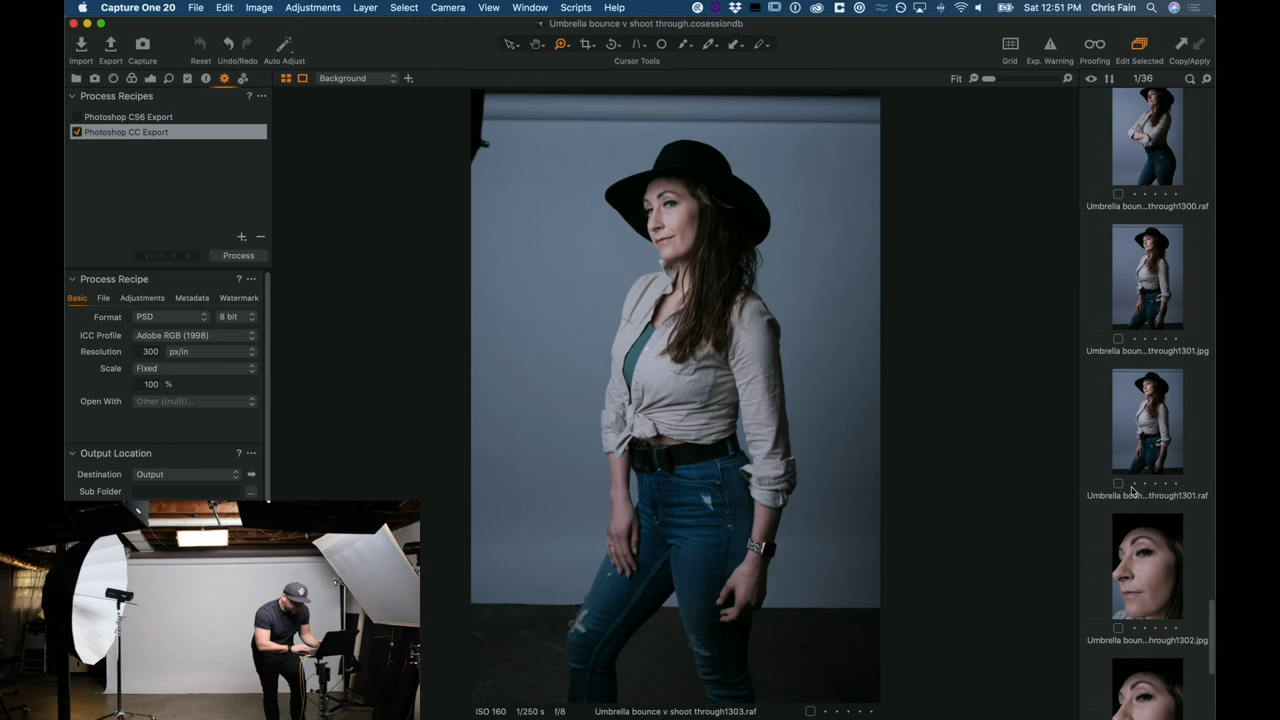 Capture One 20 File Edit Image Adjustments Layer Select Camera View Window Scripts Help Sat 12:51 PM Chris Fain
Umbrella bounce v shoot through.cosessiondb
Import Export Capture Reset Undo/Redo Auto Adjust Cursor Tools Grid Exp. Warning Proofing Edit Selected Copy/Apply
Background Fit 1/36
Process Recipes ? ...
Photoshop CS6 Export
Photoshop CC Export
Process
Process Recipe ? ...
Basic File Adjustments Metadata Watermark
Format PSD 8 bit
ICC Profile Adobe RGB (1998)
Resolution 300 px/in
Scale Fixed
100 %
Open With Other ((null))...
Output Location ? ...
Destination Output
Sub Folder ...
Umbrella boun...through1300.raf
Umbrella boun...through1301.jpg
Umbrella boun...through1301.raf
Umbrella boun...hrough1302.jpg
ISO 160 1/250 s f/8 Umbrella bounce v shoot through1303.raf